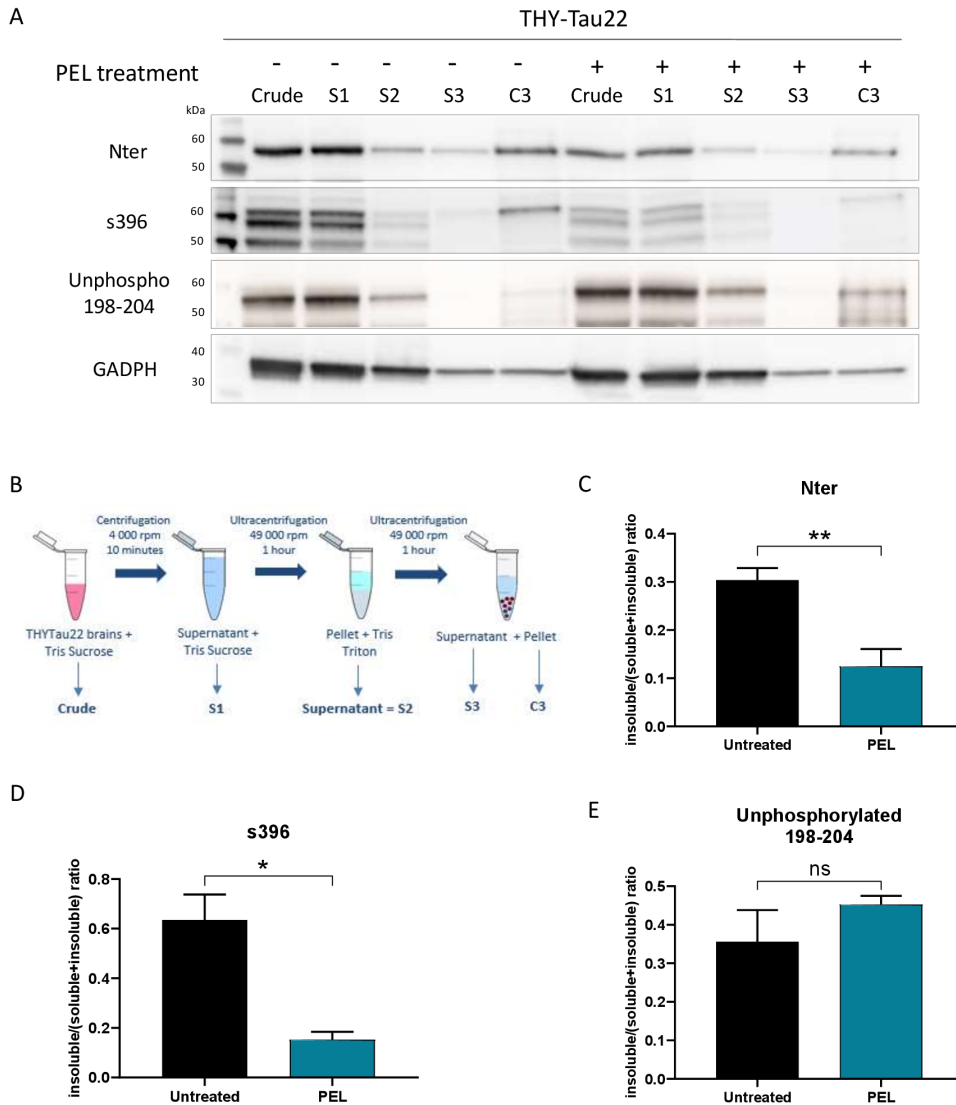 A
THY-Tau22
PEL treatment - - - - - + + + + +
Crude S1 S2 S3 C3 Crude S1 S2 S3 C3
kDa
Nter
60
50
s396
60
50
Unphospho
198-204
60
50
GADPH
40
30
B
Centrifugation
4 000 rpm
10 minutes
Ultracentrifugation
49 000 rpm
1 hour
Ultracentrifugation
49 000 rpm
1 hour
THYTau22 brains +
Tris Sucrose
Supernatant +
Tris Sucrose
Pellet + Tris
Triton
Supernatant + Pellet
Crude
S1
Supernatant = S2
S3
C3
C
Nter
insoluble/(soluble+insoluble) ratio
0.4
0.3
0.2
0.1
0.0
**
Untreated
PEL
D
s396
insoluble/(soluble+insoluble) ratio
0.8
0.6
0.4
0.2
0.0
*
Untreated
PEL
E
Unphosphorylated
198-204
insoluble/(soluble+insoluble) ratio
0.5
0.4
0.3
0.2
0.1
0.0
ns
Untreated
PEL